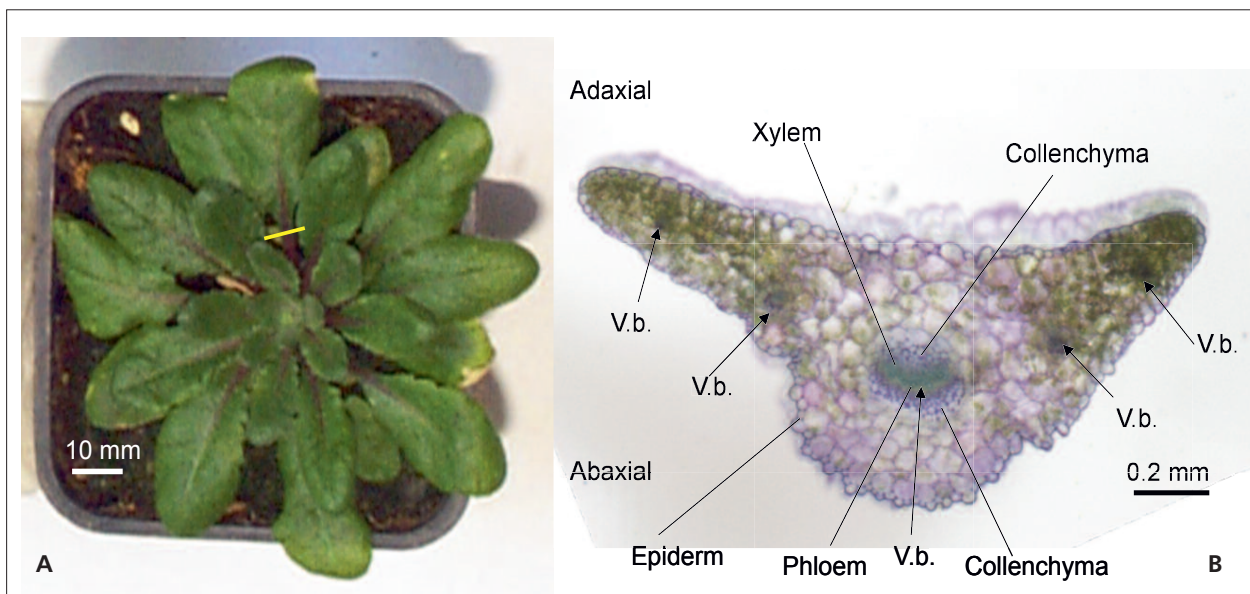 10 mm
A
Adaxial
Xylem
Collenchyma
V.b.
V.b.
V.b.
V.b.
Abaxial
0.2 mm
Epiderm
Phloem
V.b.
Collenchyma
B